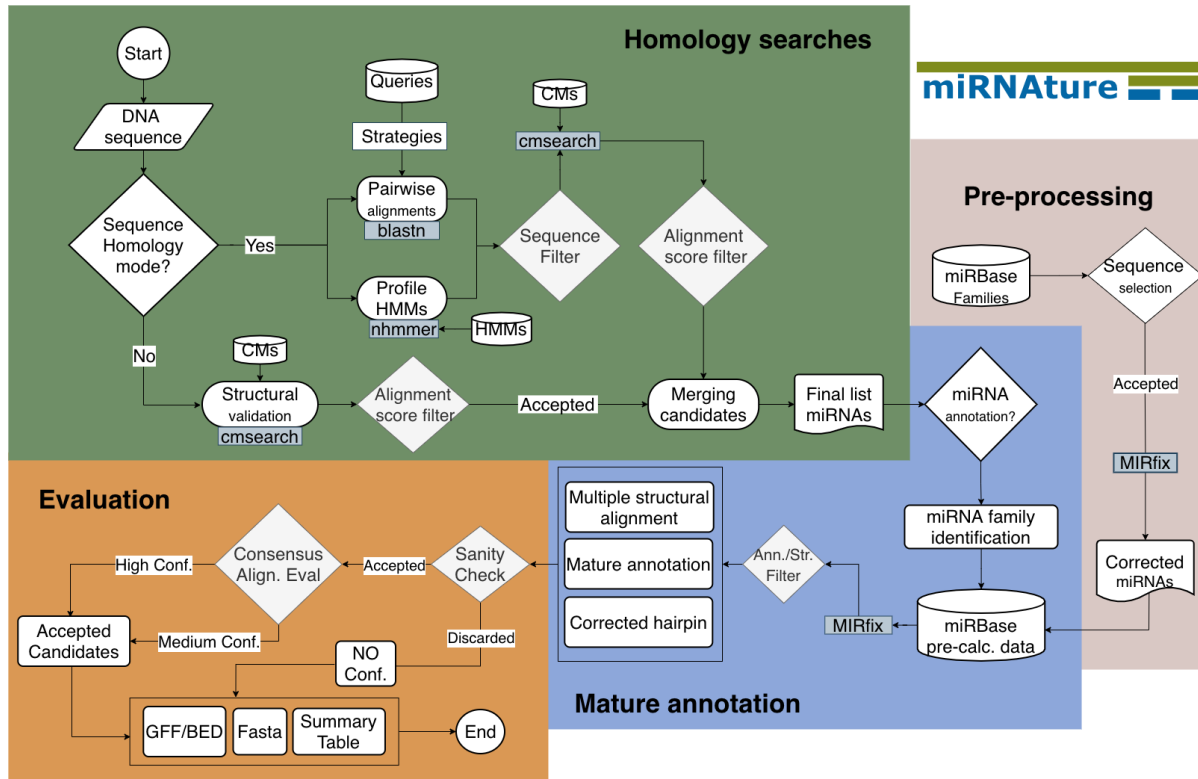 Homology searches
Start
DNA
sequence
Sequence
Homology
mode?
Yes
No
Queries
Strategies
Pairwise
alignments
blastn
Profile
HMMs
nhmmer
HMMs
Sequence
Filter
CMs
cmsearch
Alignment
score filter
CMs
Structural
validation
cmsearch
Alignment
score filter
Accepted
Merging
candidates
Final list
miRNAs
miRNAture
Pre-processing
miRBase
Families
Sequence
selection
Accepted
MIRfix
Corrected
miRNAs
miRNA
annotation?
miRNA family
identification
miRBase
pre-calc. data
MIRfix
Ann./Str.
Filter
Multiple structural
alignment
Mature annotation
Corrected hairpin
Mature annotation
Evaluation
Sanity
Check
Accepted
Discarded
Consensus
Align. Eval
High Conf.
Medium Conf.
Accepted
Candidates
NO
Conf.
GFF/BED
Fasta
Summary
Table
End